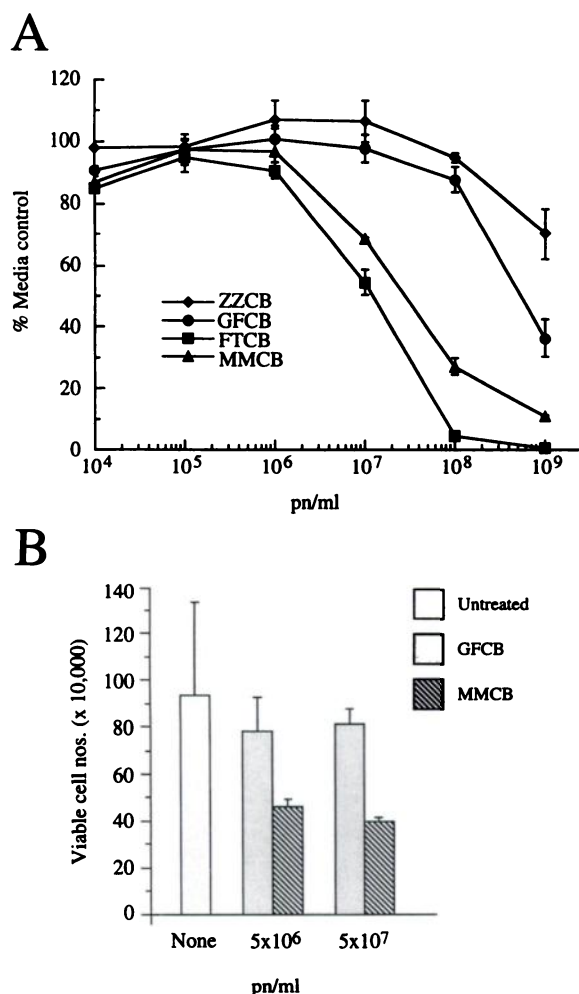 A
120
100
80
60
40
20
0
% Media control
ZZCB
GFCB
FTCB
MMCB
10⁴ 10⁵ 10⁶ 10⁷ 10⁸ 10⁹
pn/ml
B
140
120
100
80
60
40
20
0
Viable cell nos. (x 10,000)
Untreated
GFCB
MMCB
None 5x10⁶ 5x10⁷
pn/ml